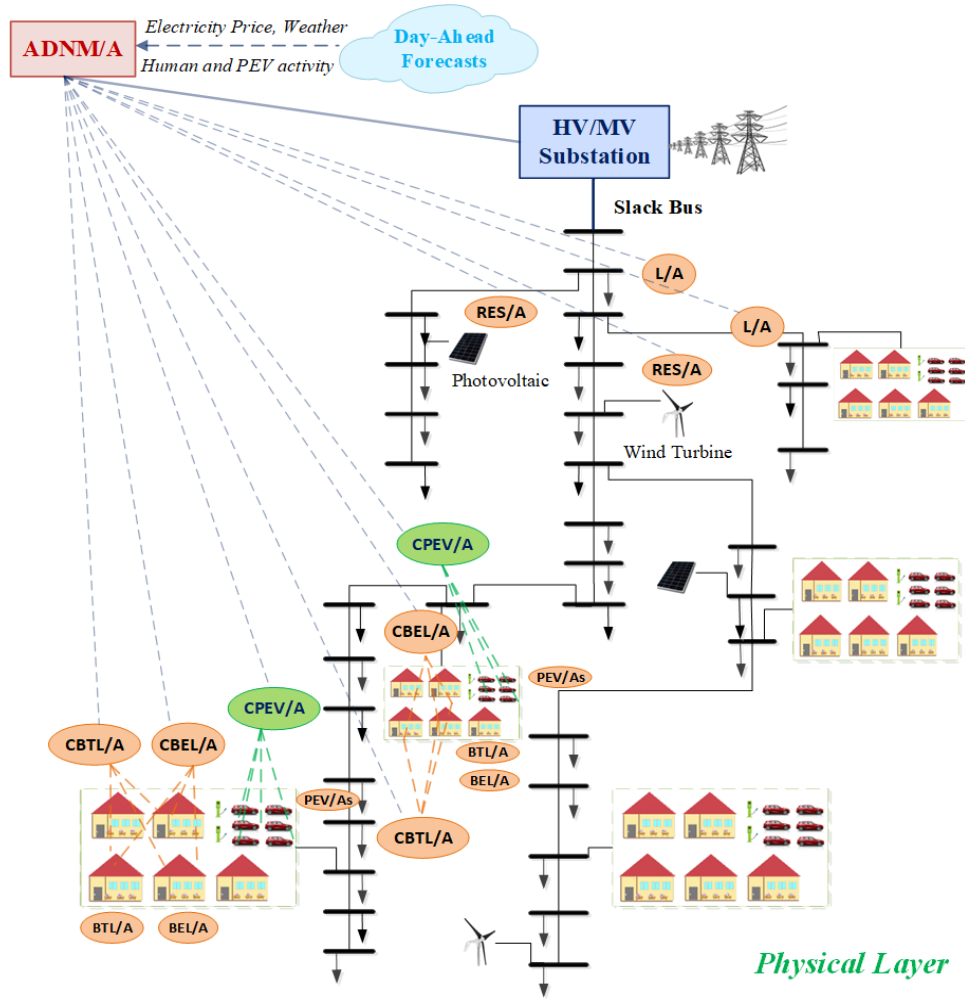 Electricity Price, Weather
ADNM/A
Human and PEV activity
Day-Ahead
Forecasts
HV/MV
Substation
Slack Bus
L/A
RES/A
L/A
Photovoltaic
RES/A
Wind Turbine
CPEV/A
CBEL/A
PEV/As
CPEV/A
CBTL/A
CBEL/A
BTL/A
BEL/A
PEV/As
CBTL/A
BTL/A
BEL/A
Physical Layer